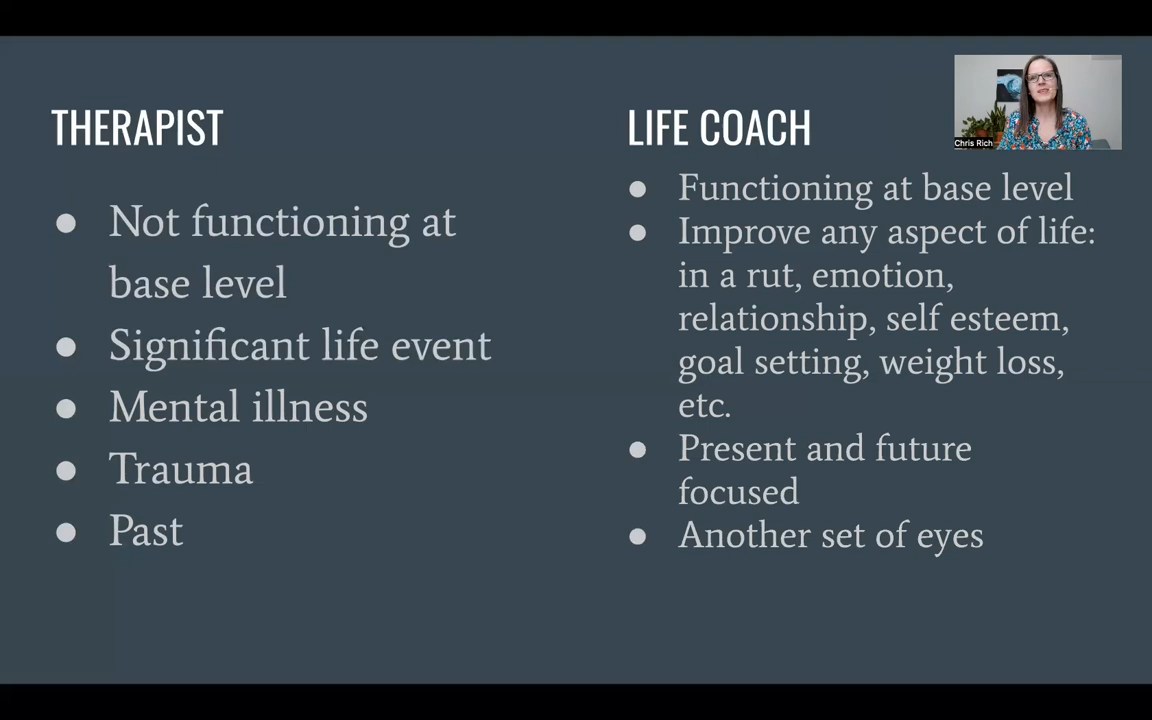 THERAPIST
Not functioning at
base level
Significant life event
Mental illness
Trauma
Past
LIFE COACH
Functioning at base level
Improve any aspect of life:
in a rut, emotion,
relationship, self esteem,
goal setting, weight loss,
etc.
Present and future
focused
Another set of eyes
Chris Rich